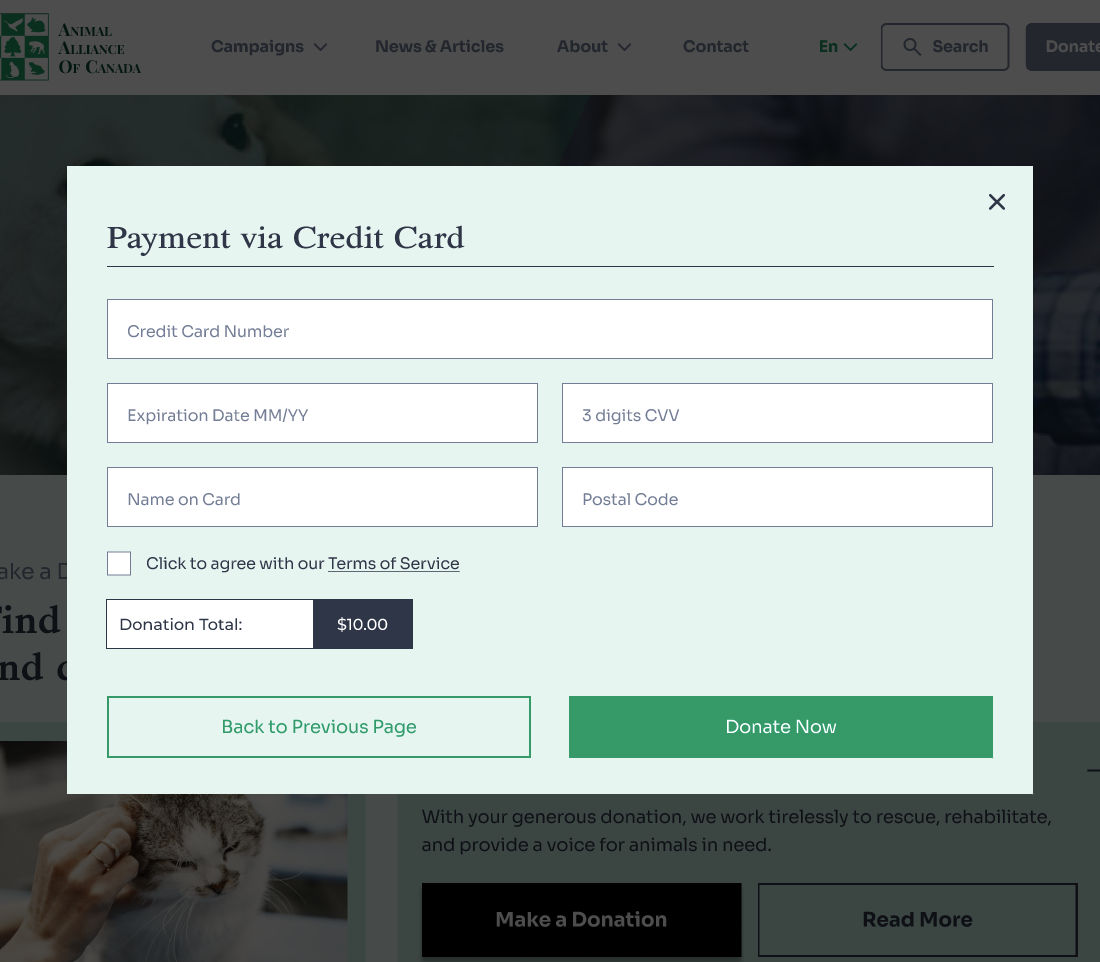 Animal
Alliance
Of Canada
Campaigns
News & Articles
About
Contact
En
Search
Donate
Payment via Credit Card
Credit Card Number
Expiration Date MM/YY
3 digits CVV
Name on Card
Postal Code
Click to agree with our Terms of Service
Donation Total:
$10.00
Back to Previous Page
Donate Now
With your generous donation, we work tirelessly to rescue, rehabilitate,
and provide a voice for animals in need.
Make a Donation
Read More